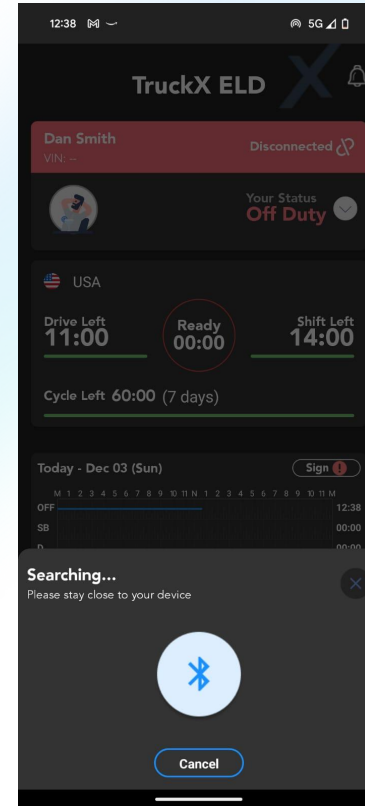 12:38
5G
TruckX ELD
Dan Smith
Disconnected
VIN: --
Your Status
Off Duty
USA
Drive Left
11:00
Ready
00:00
Shift Left
14:00
Cycle Left 60:00 (7 days)
Today - Dec 03 (Sun)
Sign
M 1 2 3 4 5 6 7 8 9 10 11 N 1 2 3 4 5 6 7 8 9 10 11 M
OFF 12:38
SB 00:00
D 00:00
Searching...
Please stay close to your device
Cancel